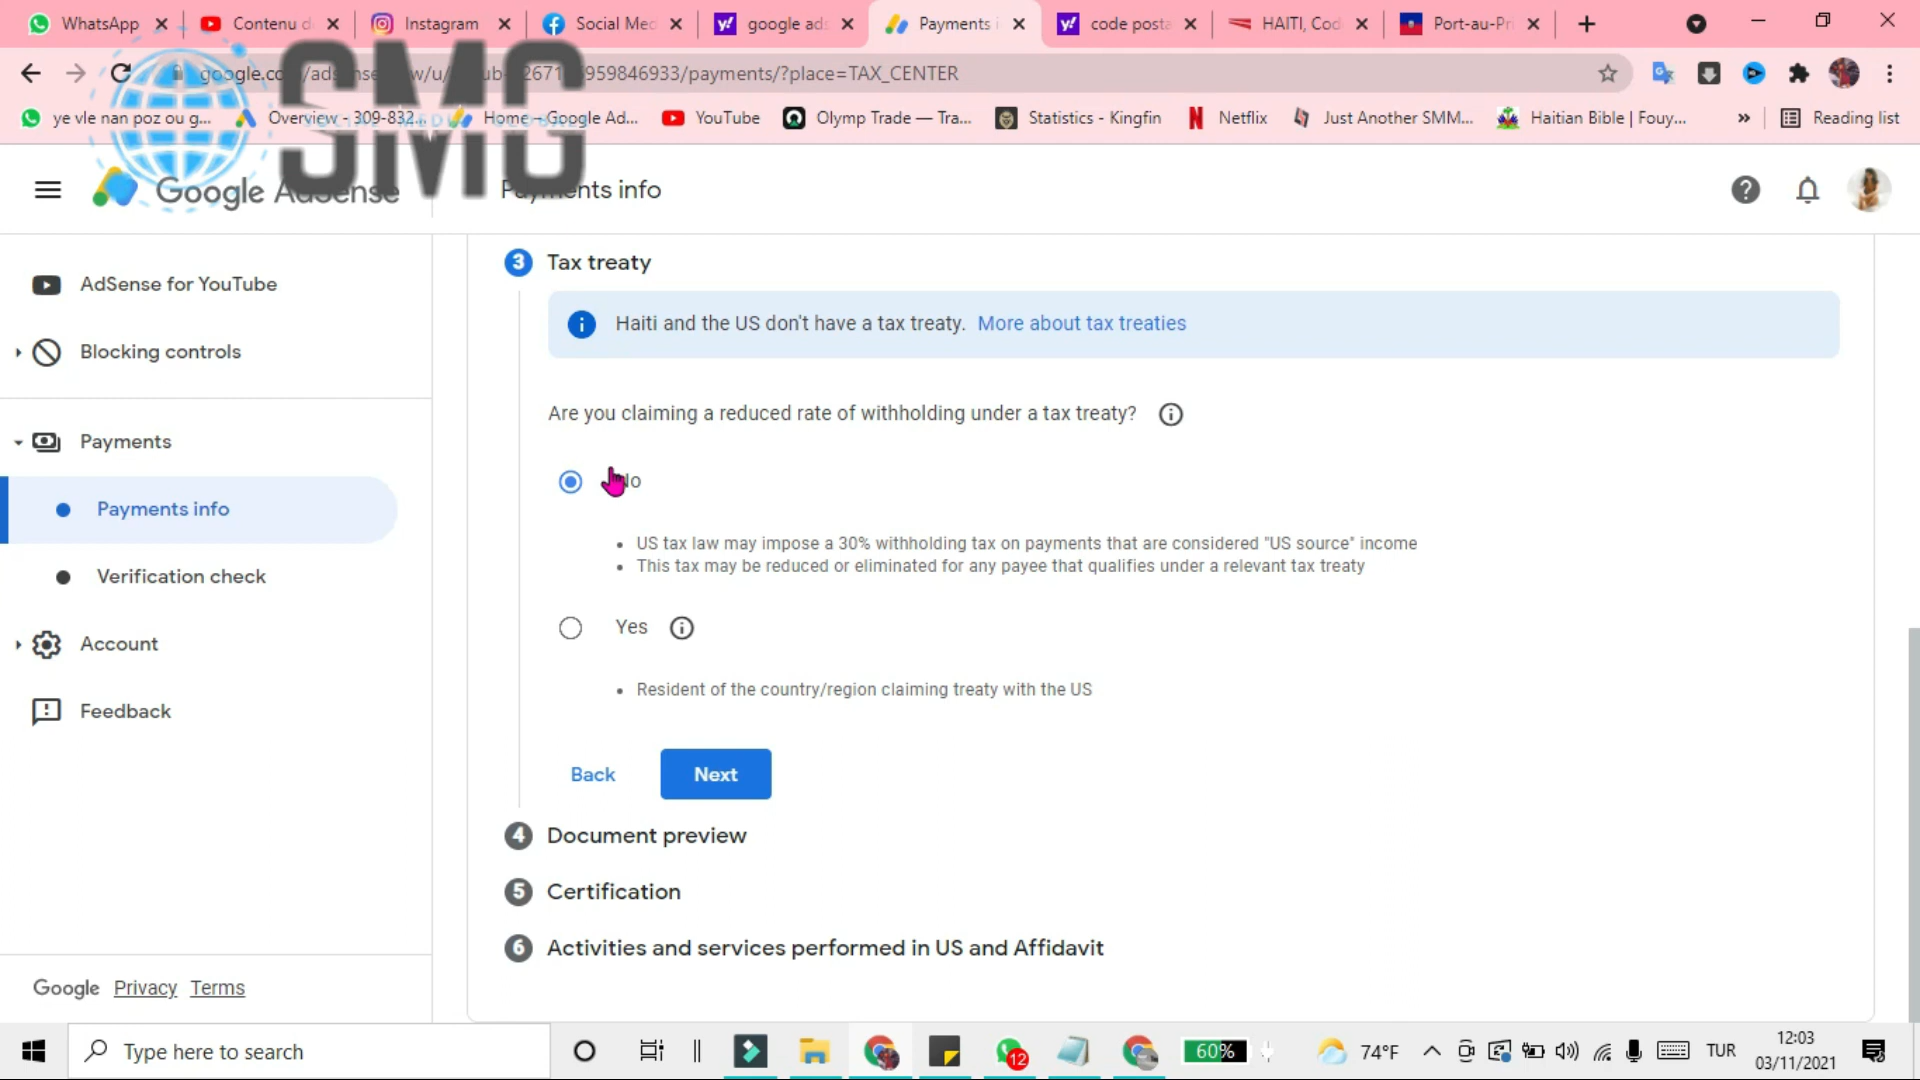 WhatsApp
Contenu d
Instagram
Social Med
google ads
Payments i
code posta
HAITI, Cod
Port-au-Pri
959846933/payments/?place=TAX_CENTER
ye vle nan poz ou g...
Overview - 309-832...
Home - Google Ad...
YouTube
Olymp Trade — Tra...
Statistics - Kingfin
Netflix
Just Another SMM...
Haitian Bible | Fouy...
»
Reading list
SMG
Google AdSense
Payments info
AdSense for YouTube
Blocking controls
Payments
Payments info
Verification check
Account
Feedback
Google Privacy Terms
3 Tax treaty
Haiti and the US don't have a tax treaty. More about tax treaties
Are you claiming a reduced rate of withholding under a tax treaty?
No
• US tax law may impose a 30% withholding tax on payments that are considered "US source" income
• This tax may be reduced or eliminated for any payee that qualifies under a relevant tax treaty
Yes
• Resident of the country/region claiming treaty with the US
Back
Next
4 Document preview
5 Certification
6 Activities and services performed in US and Affidavit
Type here to search
12
60%
74°F
TUR
12:03
03/11/2021